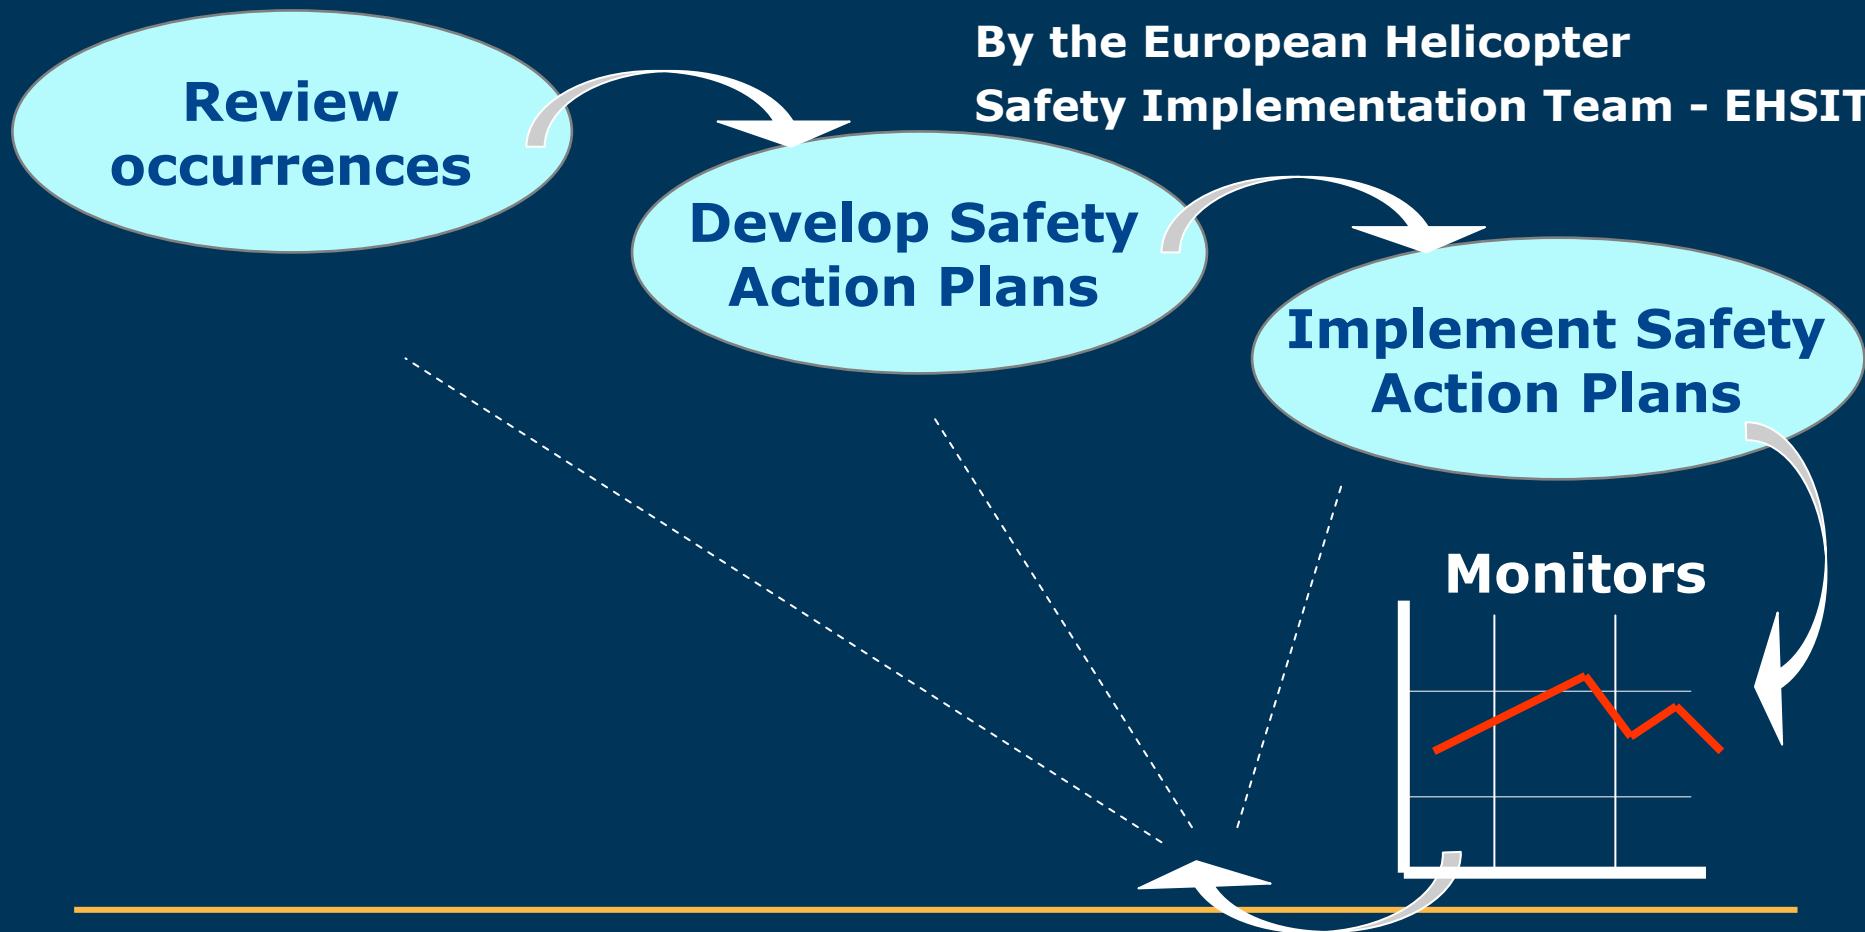 By the European Helicopter
Safety Implementation Team - EHSIT
Review
occurrences
Develop Safety
Action Plans
Implement Safety
Action Plans
Monitors